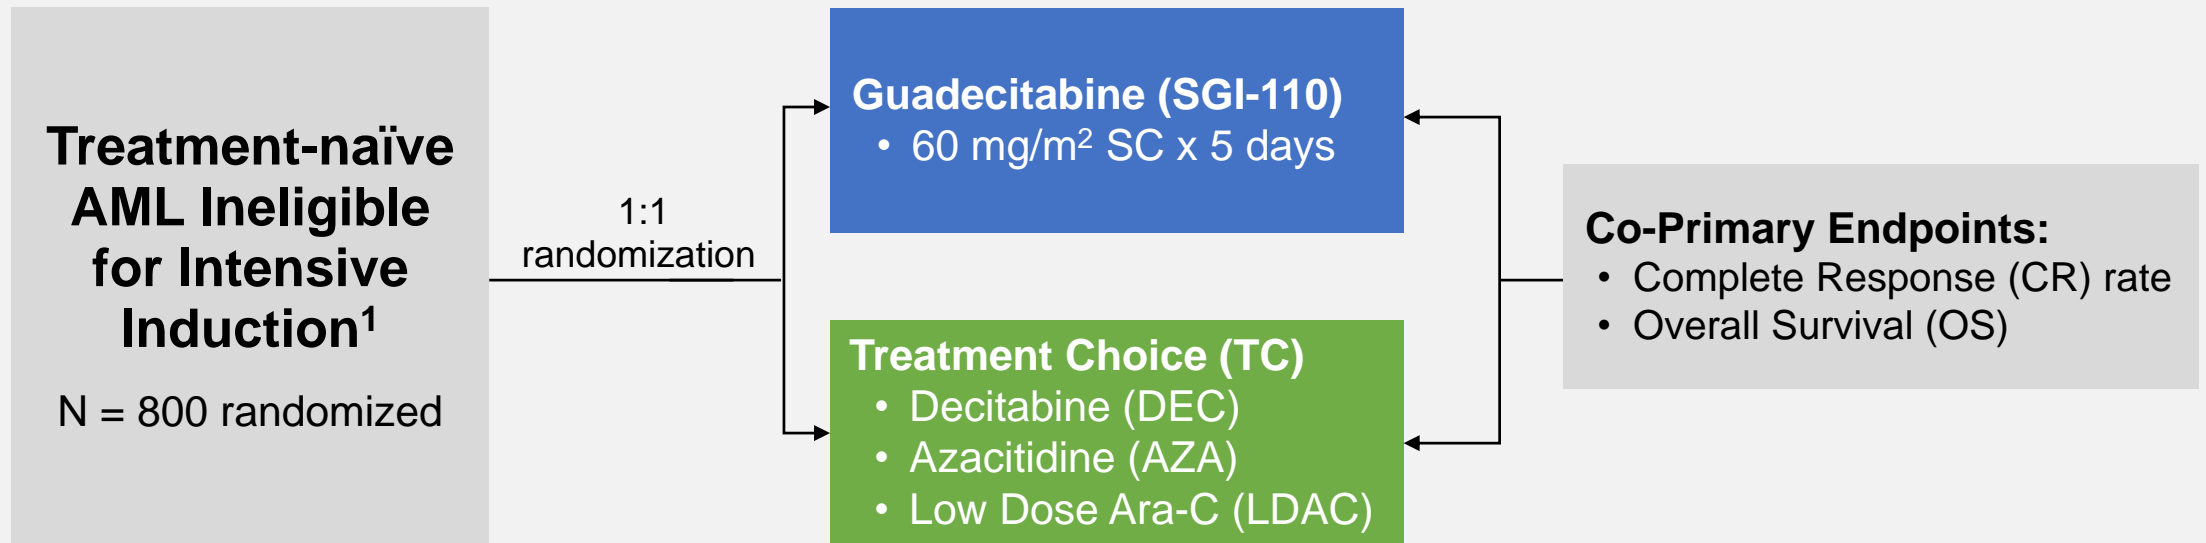 Treatment-naïve
AML Ineligible
for Intensive
Induction¹
N = 800 randomized
1:1
randomization
Guadecitabine (SGI-110)
• 60 mg/m² SC x 5 days
Treatment Choice (TC)
• Decitabine (DEC)
• Azacitidine (AZA)
• Low Dose Ara-C (LDAC)
Co-Primary Endpoints:
• Complete Response (CR) rate
• Overall Survival (OS)